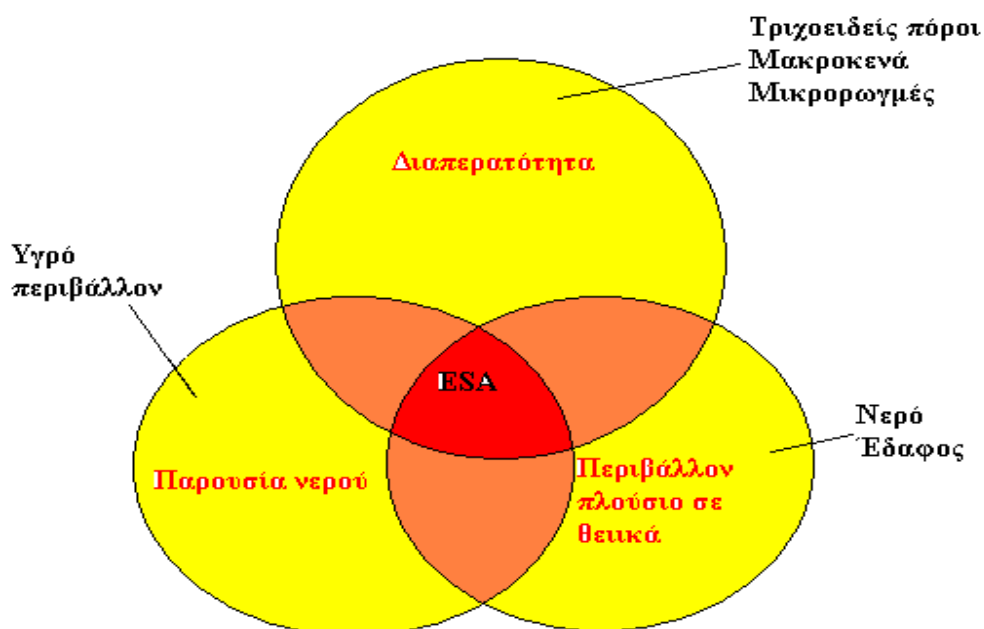 Τριχοειδείς πόροι
Μακροκενά
Μικρορωγμές
Διαπερατότητα
Υγρό
περιβάλλον
ESA
Νερό
Έδαφος
Παρουσία νερού
Περιβάλλον
πλούσιο σε
θειικά